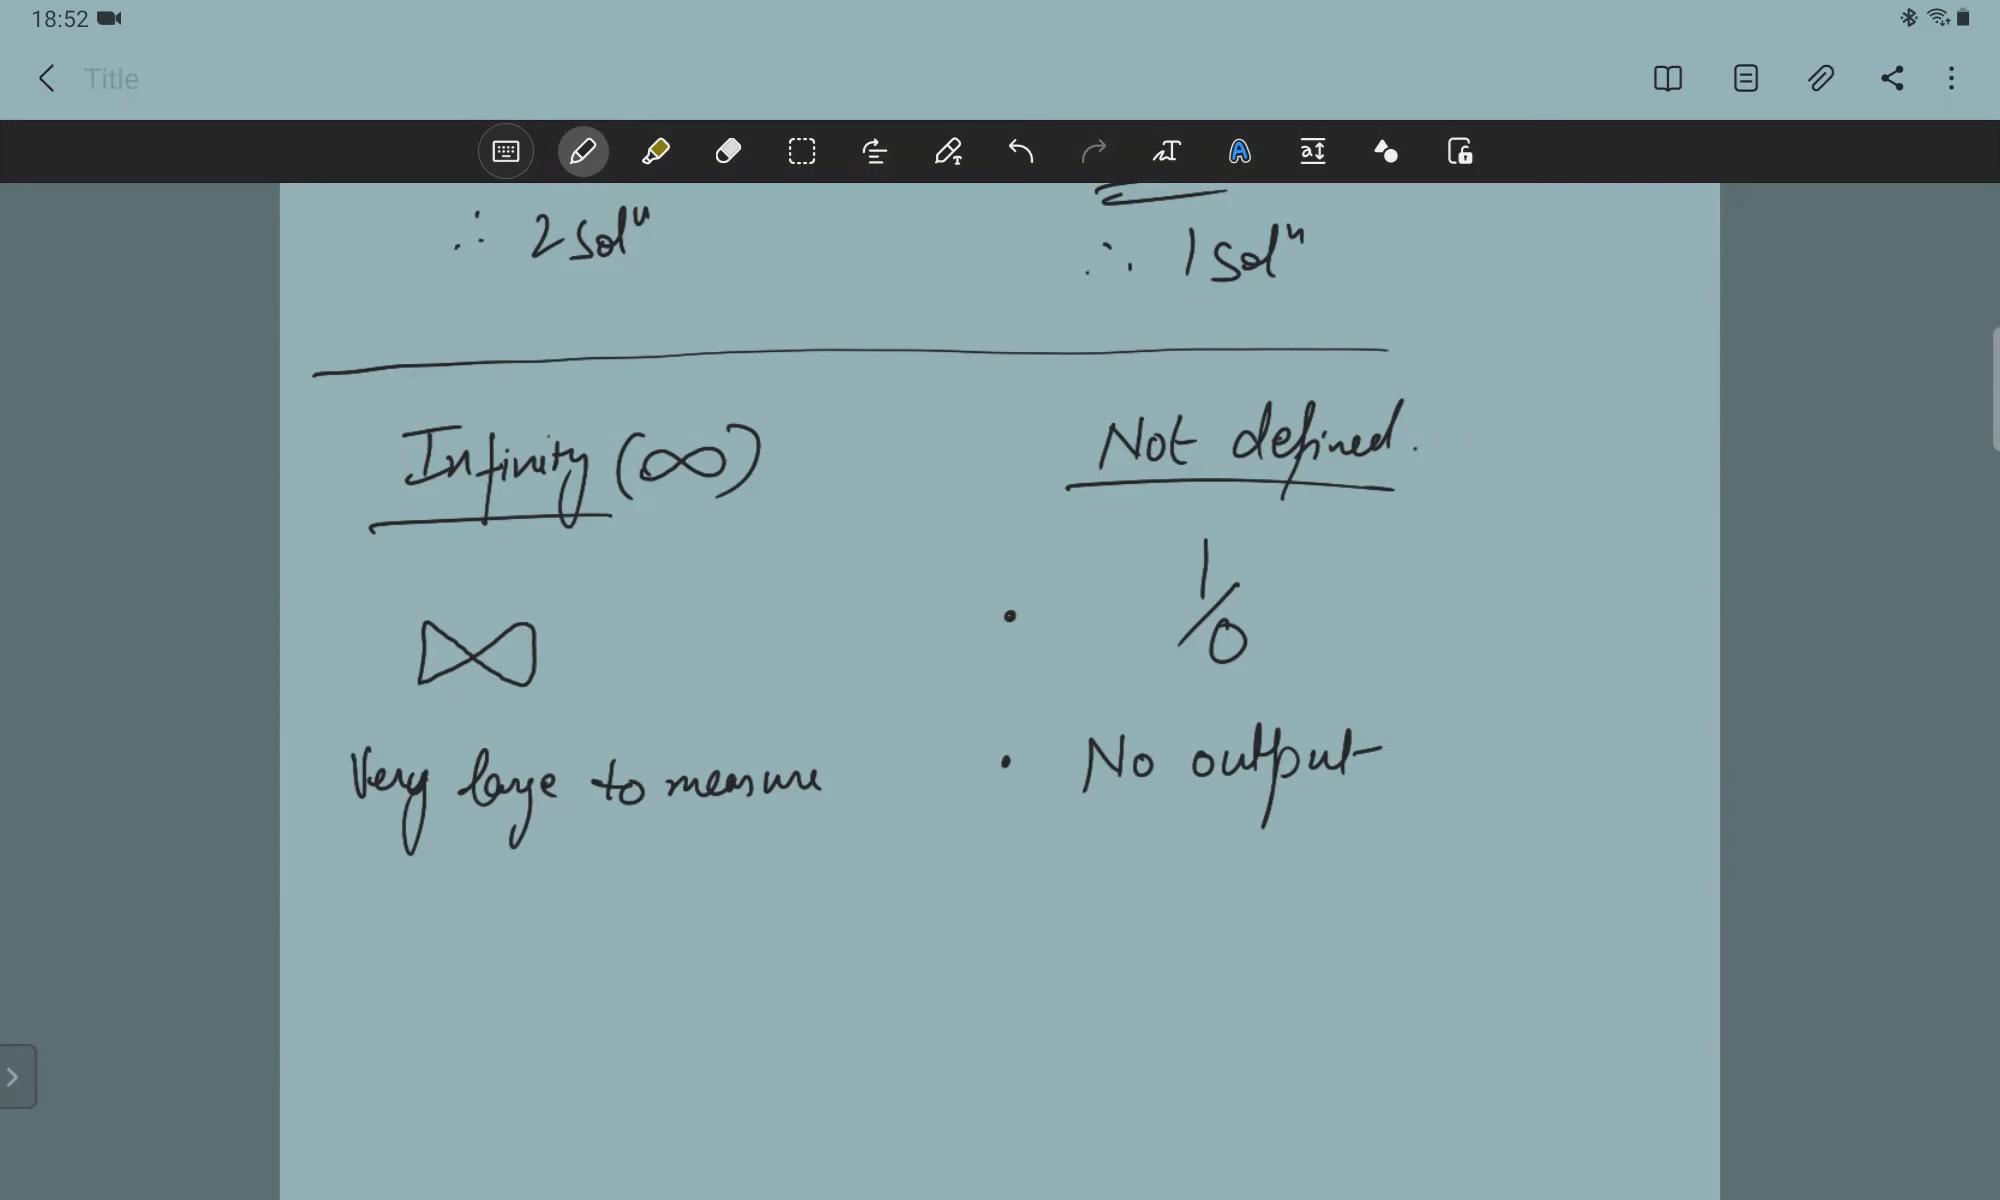 18:52
Title
∴ 2 solⁿ
∴ 1 solⁿ
Infinity (∞)
Not defined.
1/0
Very large to measure
• No output